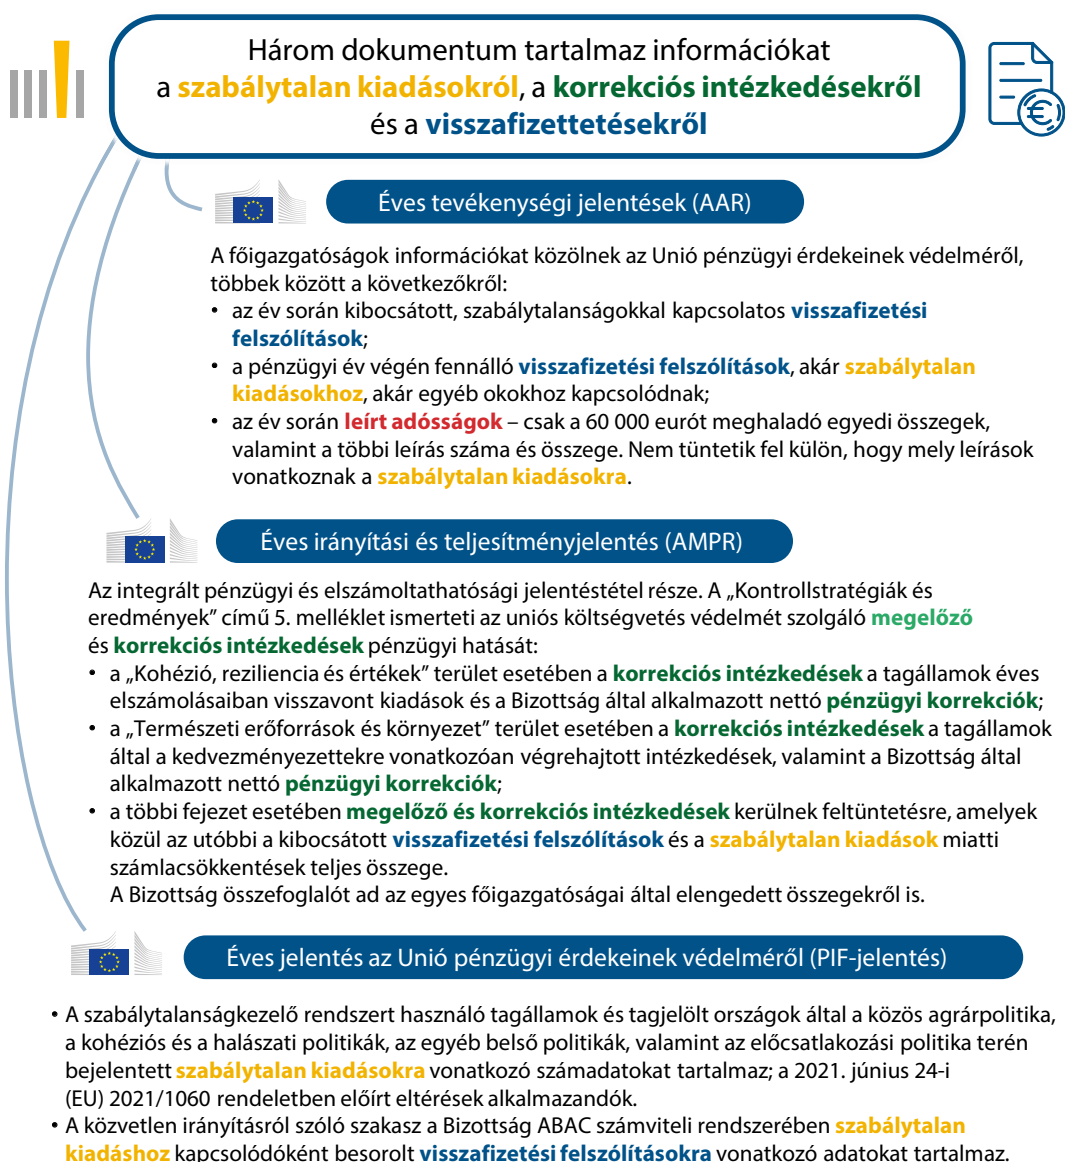 Három dokumentum tartalmaz információkat
a szabálytalan kiadásokról, a korrekciós intézkedésekről
és a visszafizettetésekről
Éves tevékenységi jelentések (AAR)
A főigazgatóságok információkat közölnek az Unió pénzügyi érdekeinek védelméről,
többek között a következőkről:
• az év során kibocsátott, szabálytalanságokkal kapcsolatos visszafizetési
felszólítások;
• a pénzügyi év végén fennálló visszafizetési felszólítások, akár szabálytalan
kiadásokhoz, akár egyéb okokhoz kapcsolódnak;
• az év során leírt adósságok – csak a 60 000 eurót meghaladó egyedi összegek,
valamint a többi leírás száma és összege. Nem tüntetik fel külön, hogy mely leírások
vonatkoznak a szabálytalan kiadásokra.
Éves irányítási és teljesítményjelentés (AMPR)
Az integrált pénzügyi és elszámoltathatósági jelentéstétel része. A „Kontrollstratégiák és
eredmények” című 5. melléklet ismerteti az uniós költségvetés védelmét szolgáló megelőző
és korrekciós intézkedések pénzügyi hatását:
• a „Kohézió, reziliencia és értékek” terület esetében a korrekciós intézkedések a tagállamok éves
elszámolásaiban visszavont kiadások és a Bizottság által alkalmazott nettó pénzügyi korrekciók;
• a „Természeti erőforrások és környezet” terület esetében a korrekciós intézkedések a tagállamok
által a kedvezményezettekre vonatkozóan végrehajtott intézkedések, valamint a Bizottság által
alkalmazott nettó pénzügyi korrekciók;
• a többi fejezet esetében megelőző és korrekciós intézkedések kerülnek feltüntetésre, amelyek
közül az utóbbi a kibocsátott visszafizetési felszólítások és a szabálytalan kiadások miatti
számlacsökkentések teljes összege.
A Bizottság összefoglalót ad az egyes főigazgatóságai által elengedett összegekről is.
Éves jelentés az Unió pénzügyi érdekeinek védelméről (PIF-jelentés)
• A szabálytalanságkezelő rendszert használó tagállamok és tagjelölt országok által a közös agrárpolitika,
a kohéziós és a halászati politikák, az egyéb belső politikák, valamint az előcsatlakozási politika terén
bejelentett szabálytalan kiadásokra vonatkozó számadatokat tartalmaz; a 2021. június 24-i
(EU) 2021/1060 rendeletben előírt eltérések alkalmazandók.
• A közvetlen irányításról szóló szakasz a Bizottság ABAC számviteli rendszerében szabálytalan
kiadáshoz kapcsolódóként besorolt visszafizetési felszólításokra vonatkozó adatokat tartalmaz.